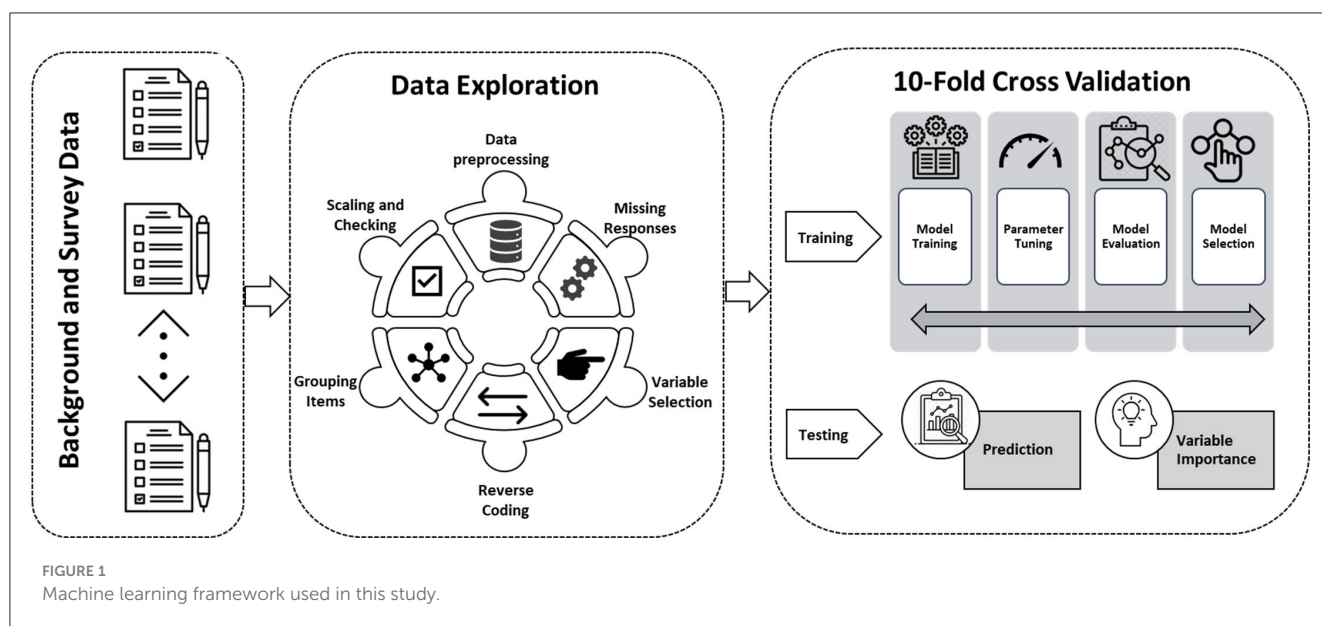 Background and Survey Data
Data Exploration
Data
preprocessing
Missing
Responses
Variable
Selection
Reverse
Coding
Grouping
Items
Scaling and
Checking
10-Fold Cross Validation
Training
Model
Training
Parameter
Tuning
Model
Evaluation
Model
Selection
Testing
Prediction
Variable
Importance
FIGURE 1
Machine learning framework used in this study.